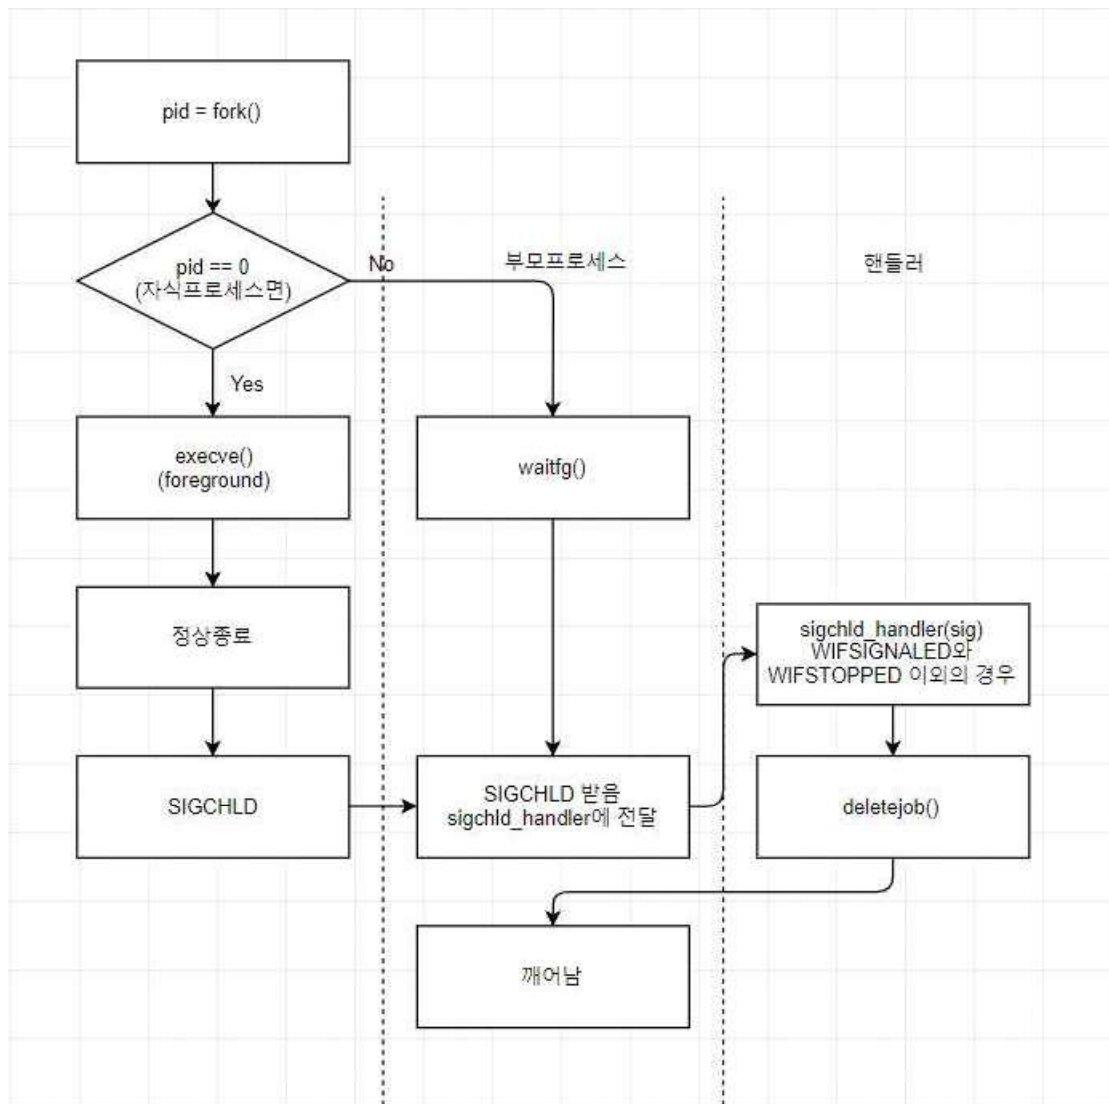 pid = fork()
pid == 0
(자식프로세스면)
No
부모프로세스
핸들러
Yes
execve()
(foreground)
waitfg()
정상종료
sigchld_handler(sig)
WIFSIGNALED와
WIFSTOPPED 이외의 경우
SIGCHLD
SIGCHLD 받음
sigchld_handler에 전달
deletejob()
깨어남